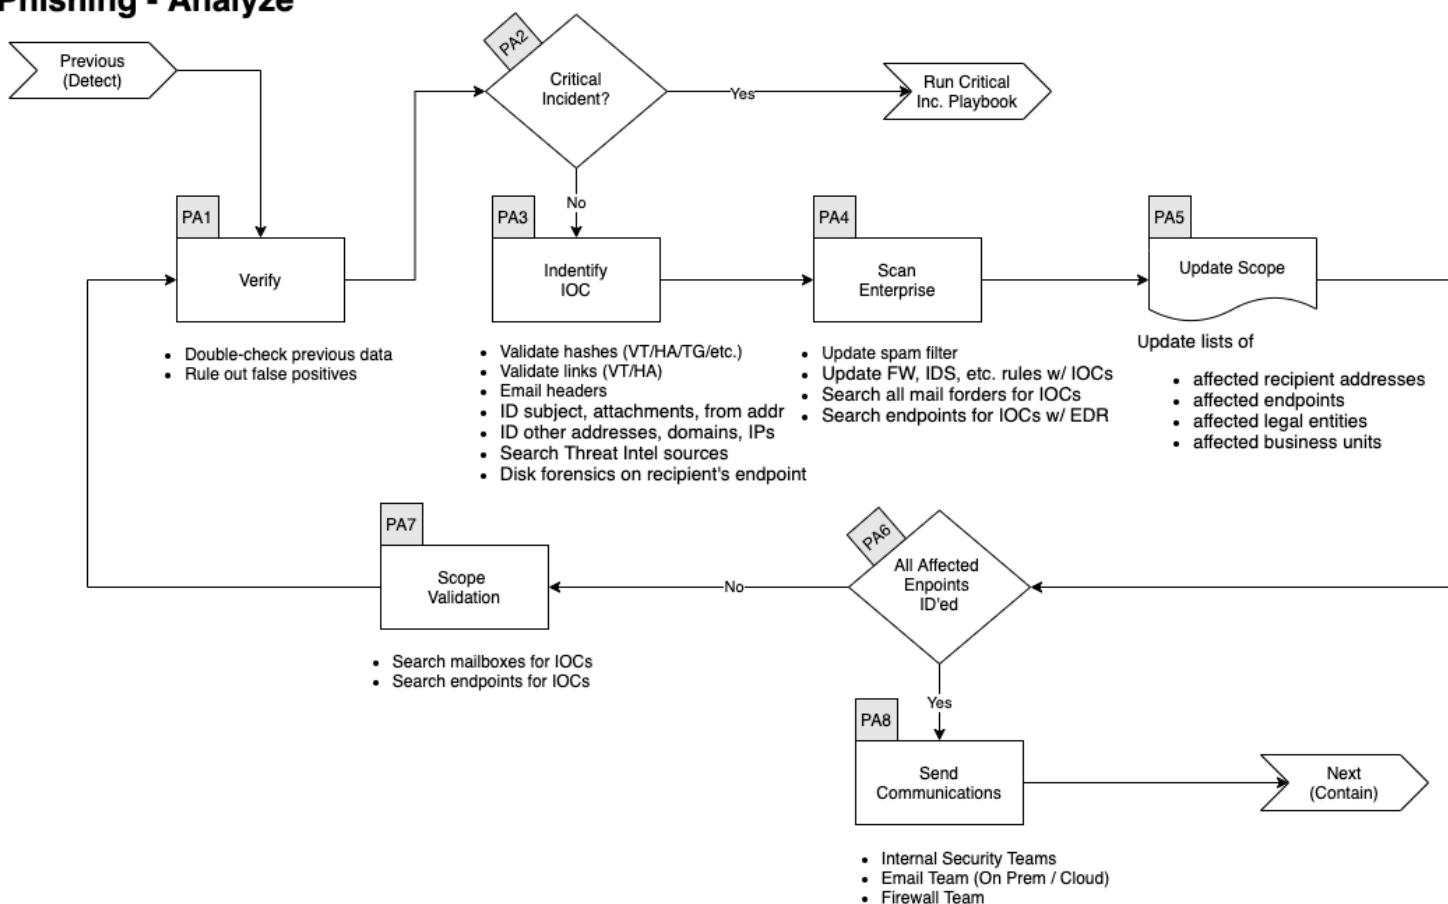 Phishing - Analyze
Previous
(Detect)
PA2
Critical
Incident?
Yes
Run Critical
Inc. Playbook
No
PA1
Verify
• Double-check previous data
• Rule out false positives
PA3
Indentify
IOC
• Validate hashes (VT/HA/TG/etc.)
• Validate links (VT/HA)
• Email headers
• ID subject, attachments, from addr
• ID other addresses, domains, IPs
• Search Threat Intel sources
• Disk forensics on recipient's endpoint
PA4
Scan
Enterprise
• Update spam filter
• Update FW, IDS, etc. rules w/ IOCs
• Search all mail forders for IOCs
• Search endpoints for IOCs w/ EDR
PA5
Update Scope
Update lists of
• affected recipient addresses
• affected endpoints
• affected legal entities
• affected business units
PA6
All Affected
Enpoints
ID'ed
No
PA7
Scope
Validation
• Search mailboxes for IOCs
• Search endpoints for IOCs
Yes
PA8
Send
Communications
• Internal Security Teams
• Email Team (On Prem / Cloud)
• Firewall Team
Next
(Contain)